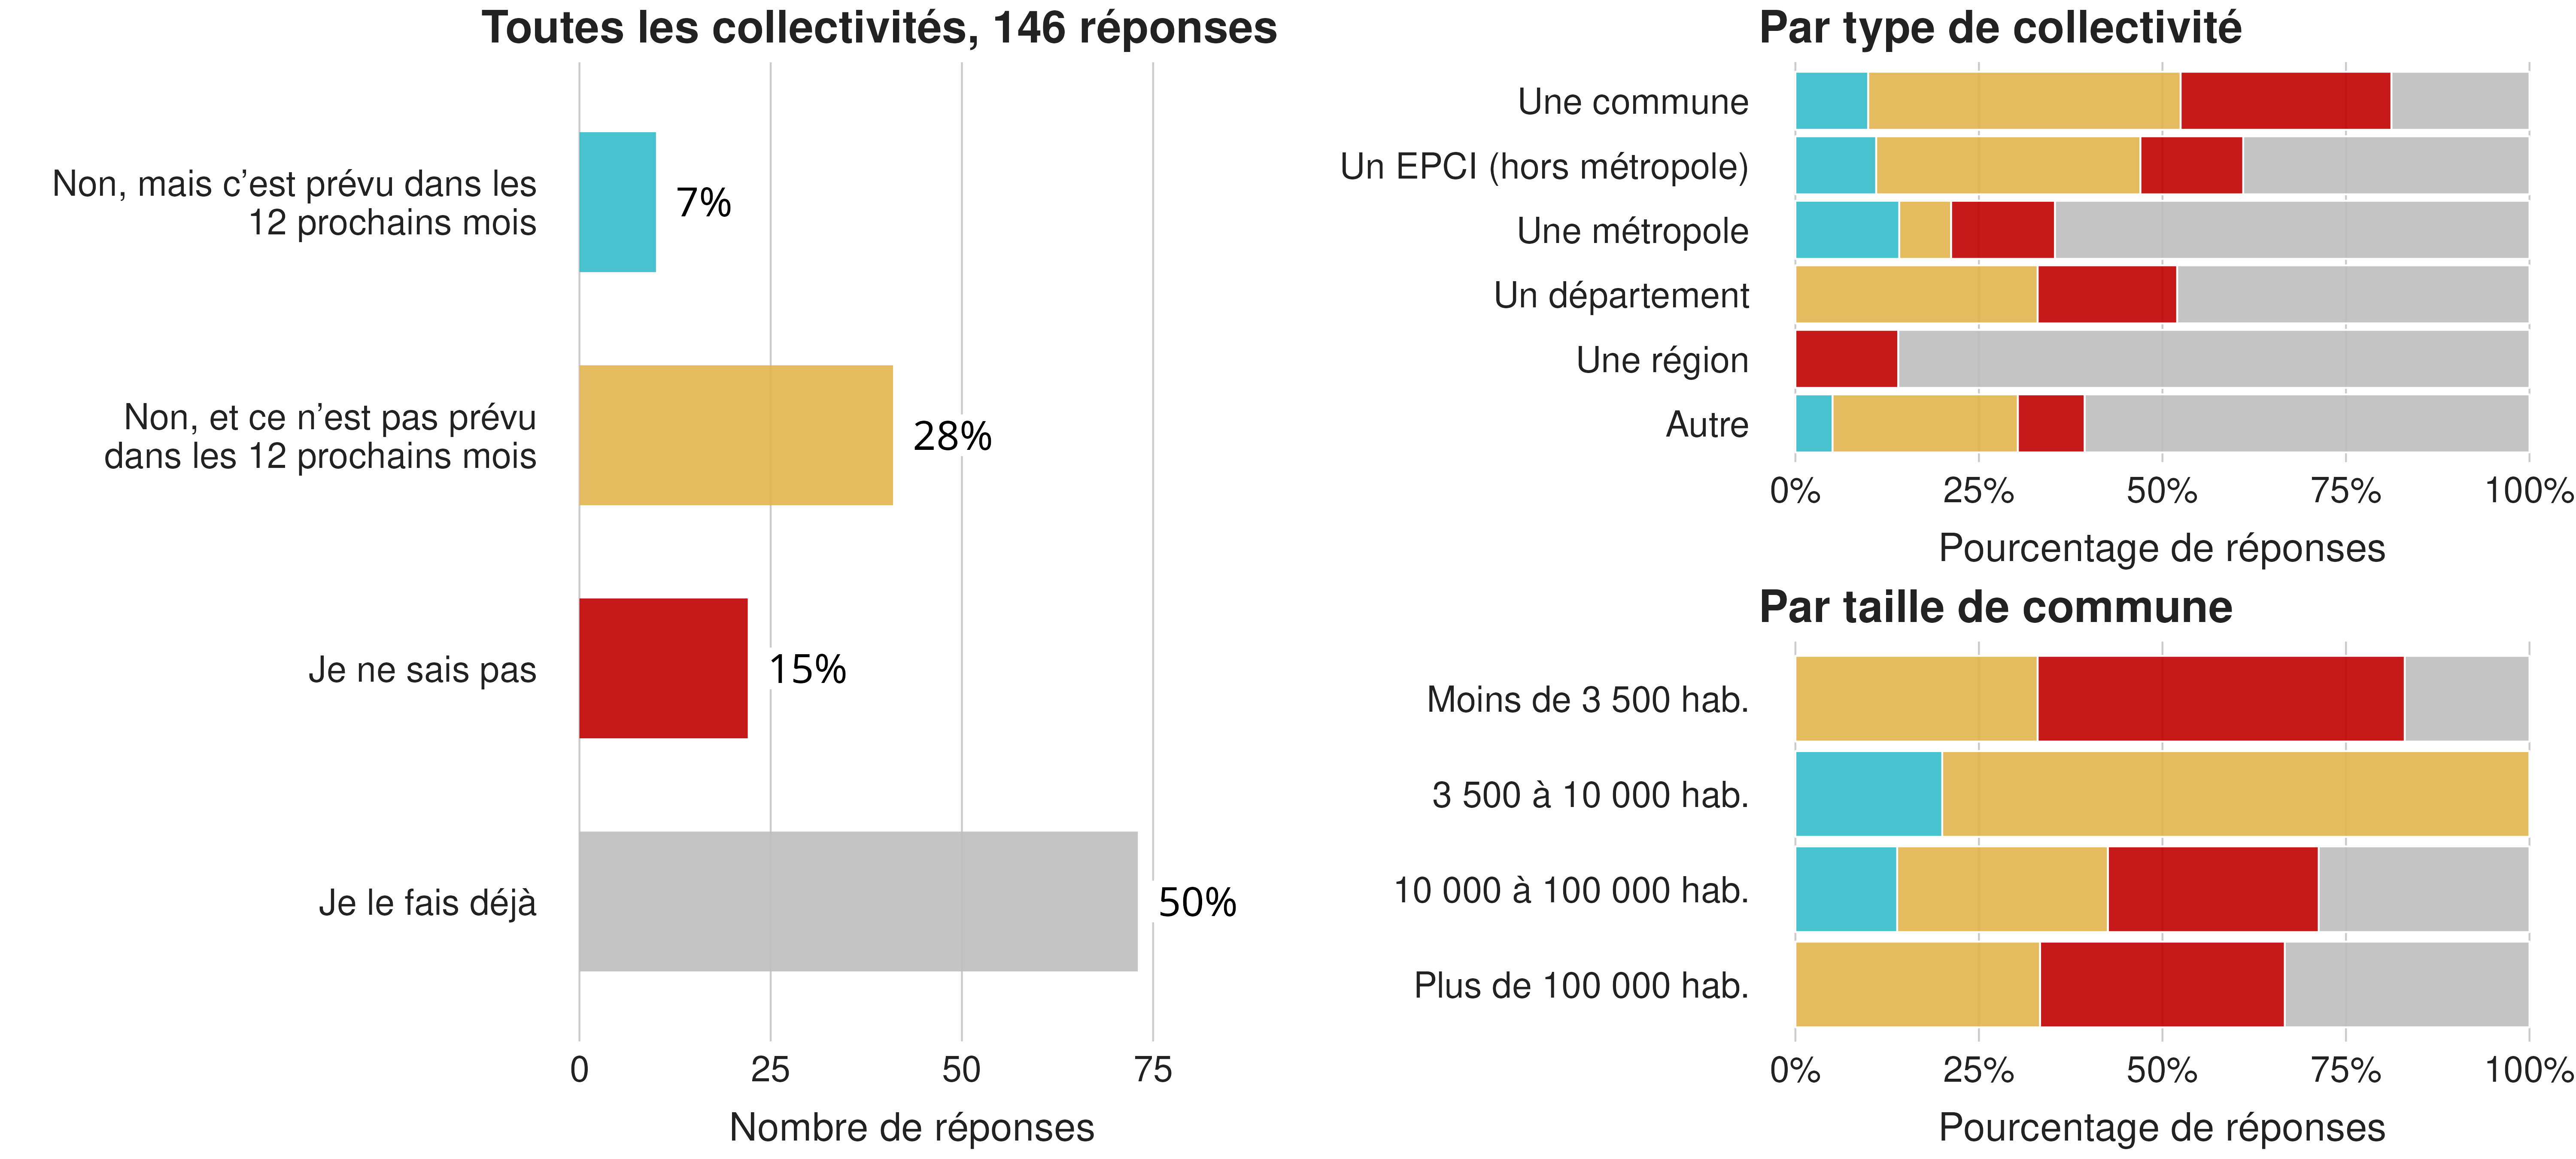 Toutes les collectivités, 146 réponses
Non, mais c’est prévu dans les
12 prochains mois
7%
Non, et ce n’est pas prévu
dans les 12 prochains mois
28%
Je ne sais pas
15%
Je le fais déjà
50%
0 25 50 75
Nombre de réponses
Par type de collectivité
Une commune
Un EPCI (hors métropole)
Une métropole
Un département
Une région
Autre
0% 25% 50% 75% 100%
Pourcentage de réponses
Par taille de commune
Moins de 3 500 hab.
3 500 à 10 000 hab.
10 000 à 100 000 hab.
Plus de 100 000 hab.
0% 25% 50% 75% 100%
Pourcentage de réponses